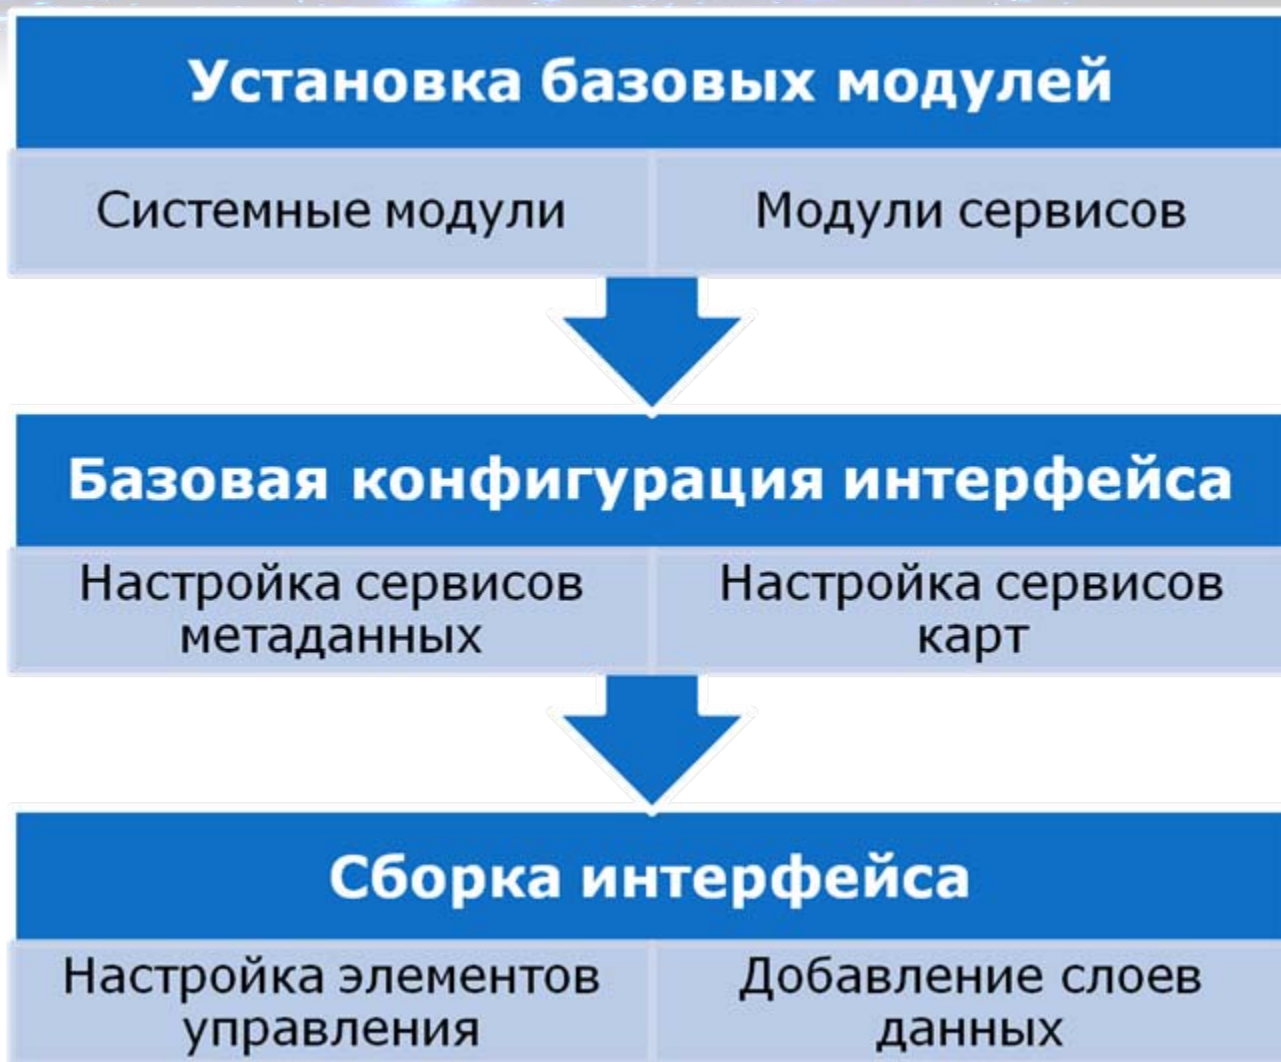 Установка базовых модулей
Системные модули
Модули сервисов
Базовая конфигурация интерфейса
Настройка сервисов
метаданных
Настройка сервисов
карт
Сборка интерфейса
Настройка элементов
управления
Добавление слоев
данных